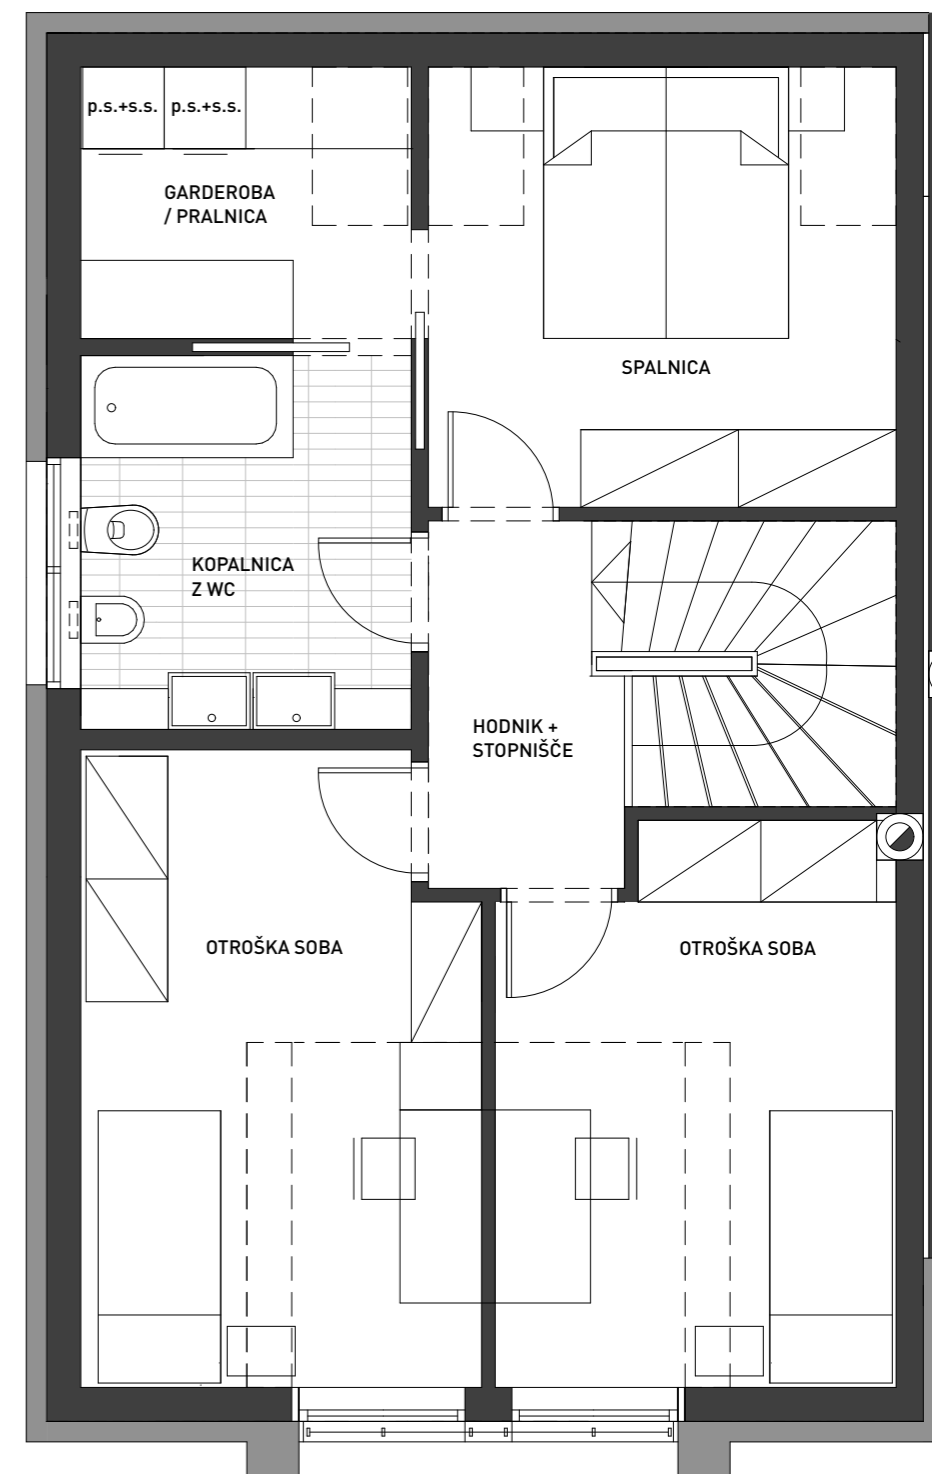 p.s.+s.s. p.s.+s.s.
GARDEROBA
/ PRALNICA
SPALNICA
KOPALNICA
Z WC
HODNIK +
STOPNIŠČE
OTROŠKA SOBA
OTROŠKA SOBA